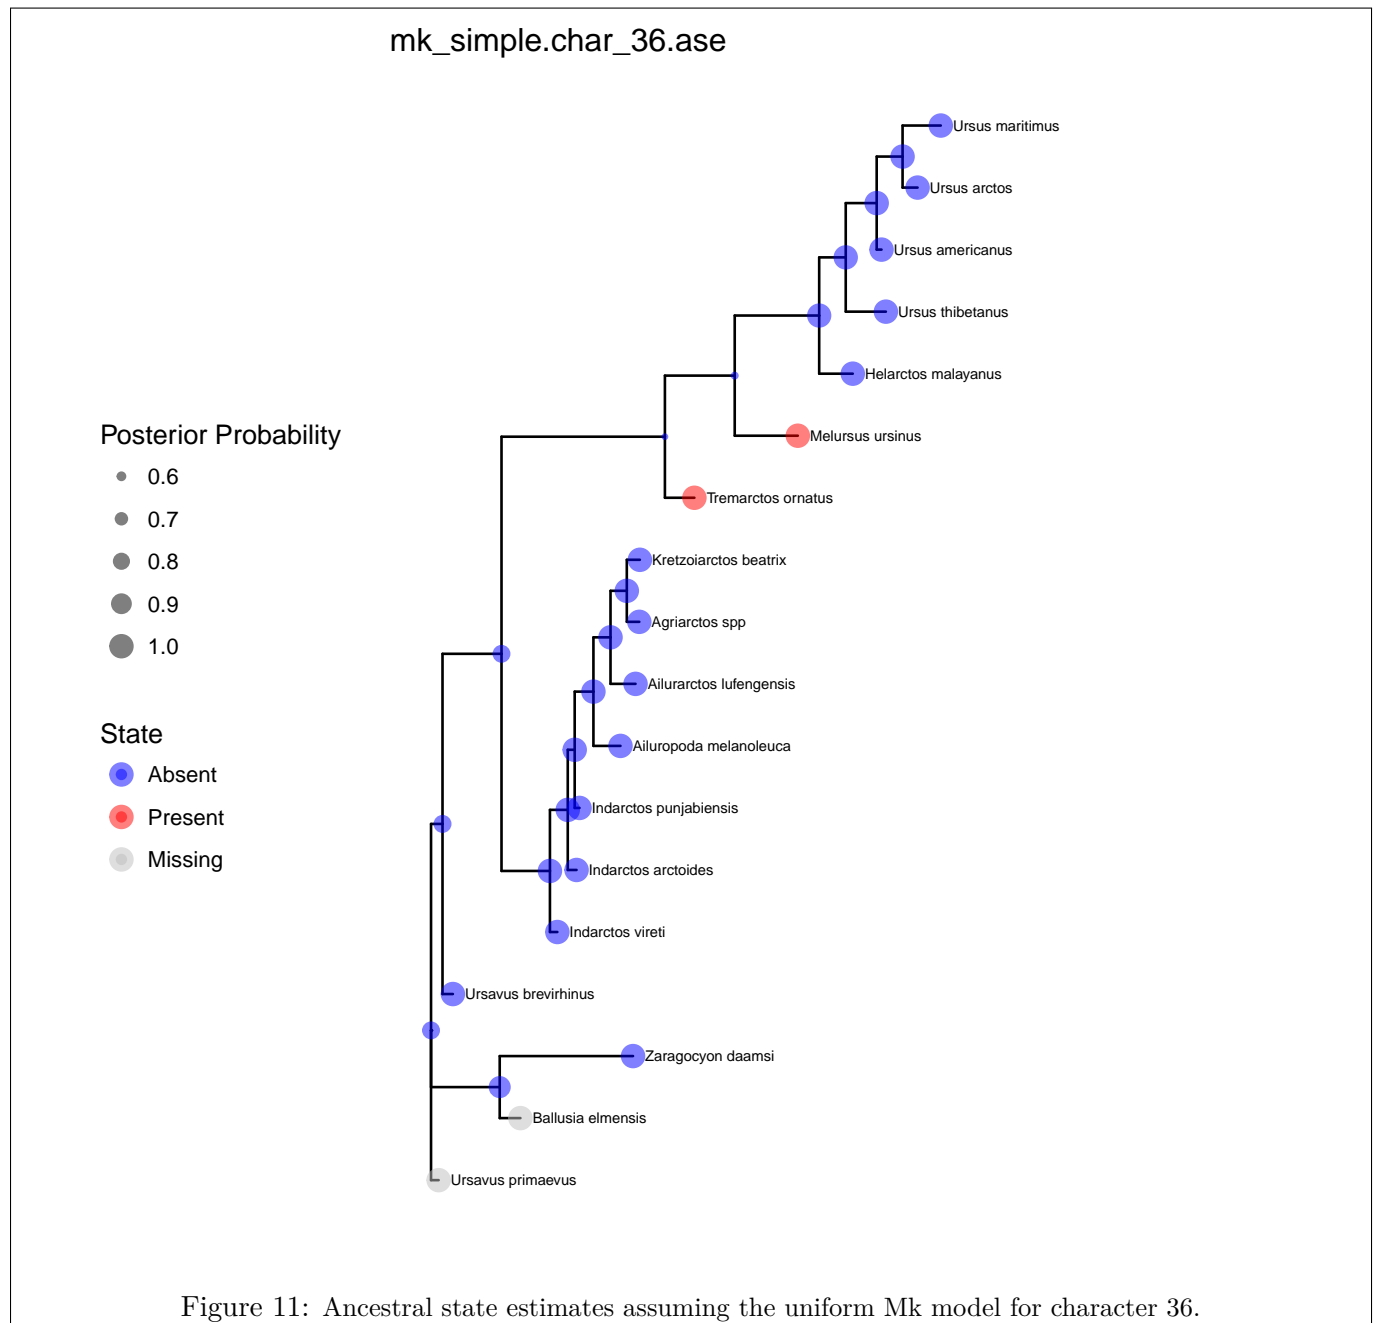 mk_simple.char_36.ase
Ursus maritimus
Ursus arctos
Ursus americanus
Ursus thibetanus
Helarctos malayanus
Melursus ursinus
Tremarctos ornatus
Kretzoiarctos beatrix
Agriarctos spp
Ailurarctos lufengensis
Ailuropoda melanoleuca
Indarctos punjabiensis
Indarctos arctoides
Indarctos vireti
Ursavus brevirhinus
Zaragocyon daamsi
Ballusia elmensis
Ursavus primaevus
Posterior Probability
0.6
0.7
0.8
0.9
1.0
State
Absent
Present
Missing
Figure 11: Ancestral state estimates assuming the uniform Mk model for character 36.